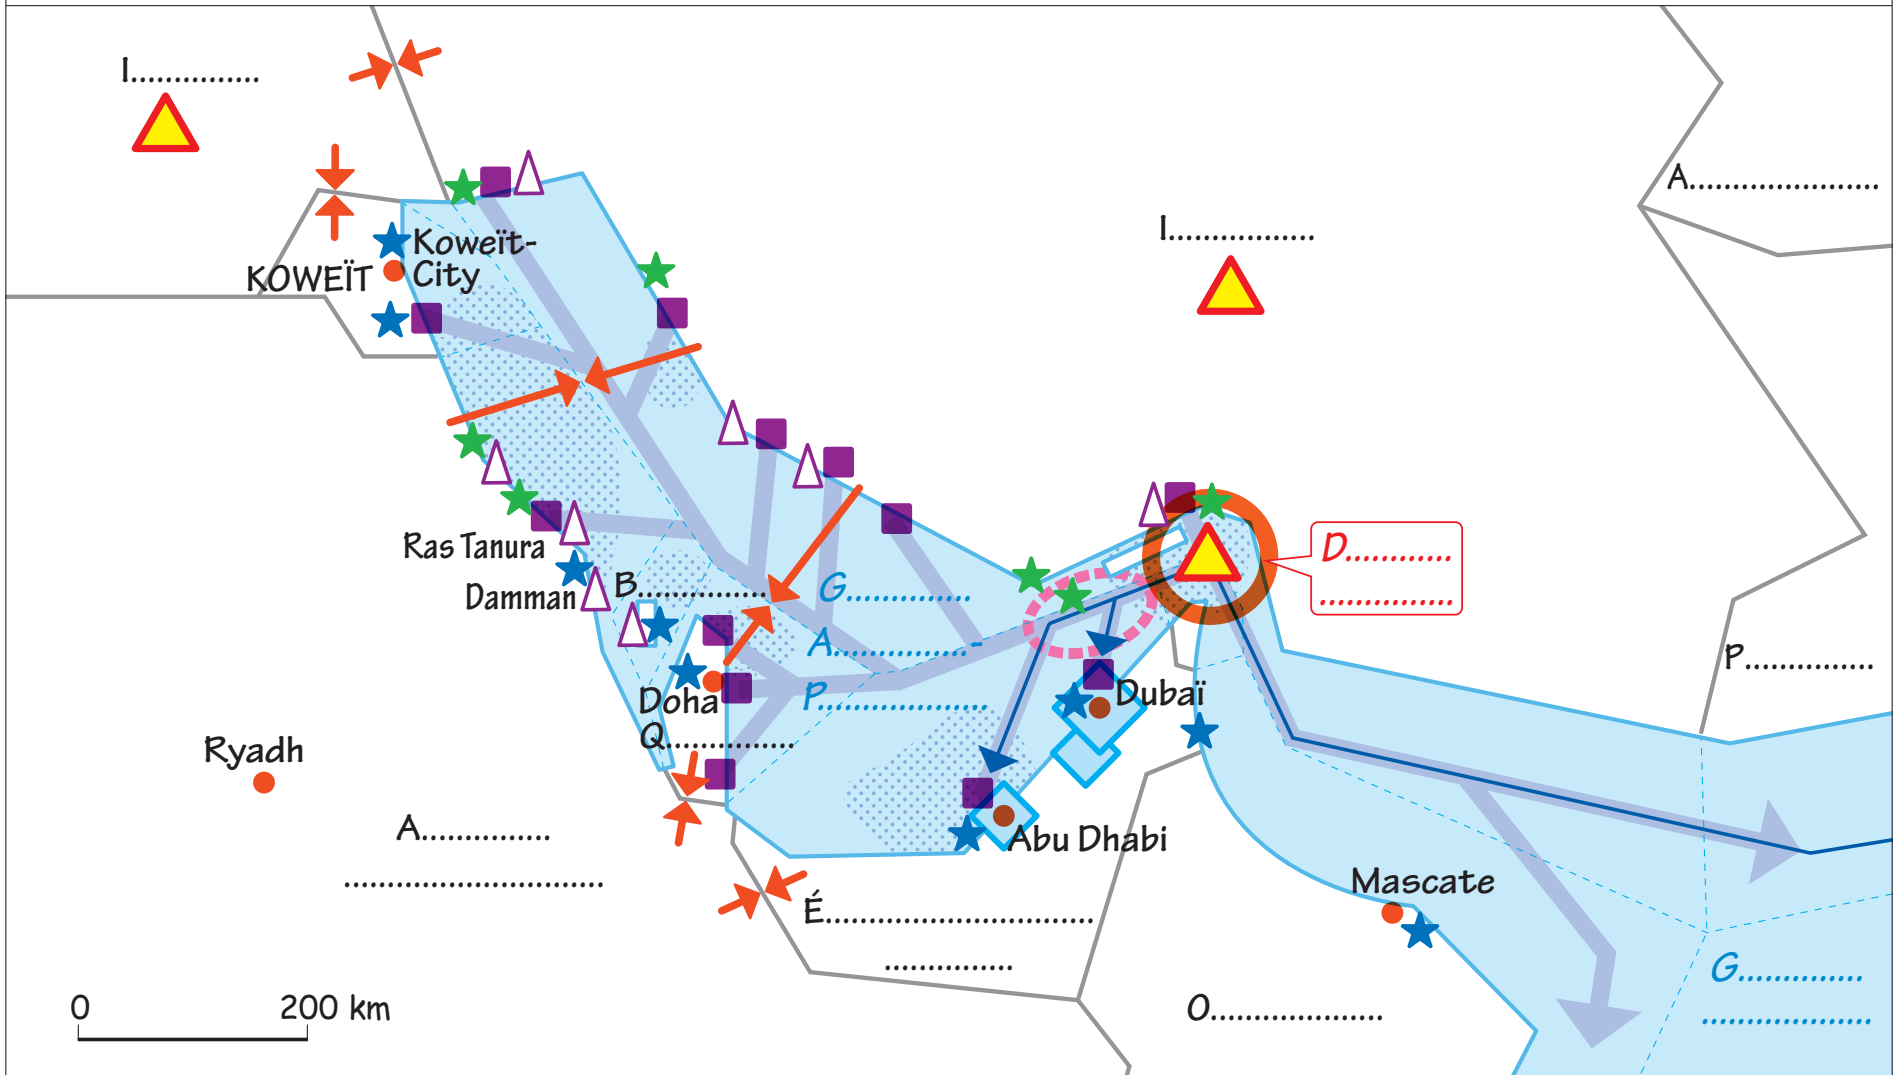 I...............
A......................
I.................
Koweït-
City
KOWEÏT
D............
...............
Ras Tanura
Damman
B...............
G..............
A.................
P.....................
P...............
Doha
Q...............
Dubaï
Ryadh
A...............
..............................
Abu Dhabi
É...............................
...............
Mascate
G..............
...................
O....................
0 200 km